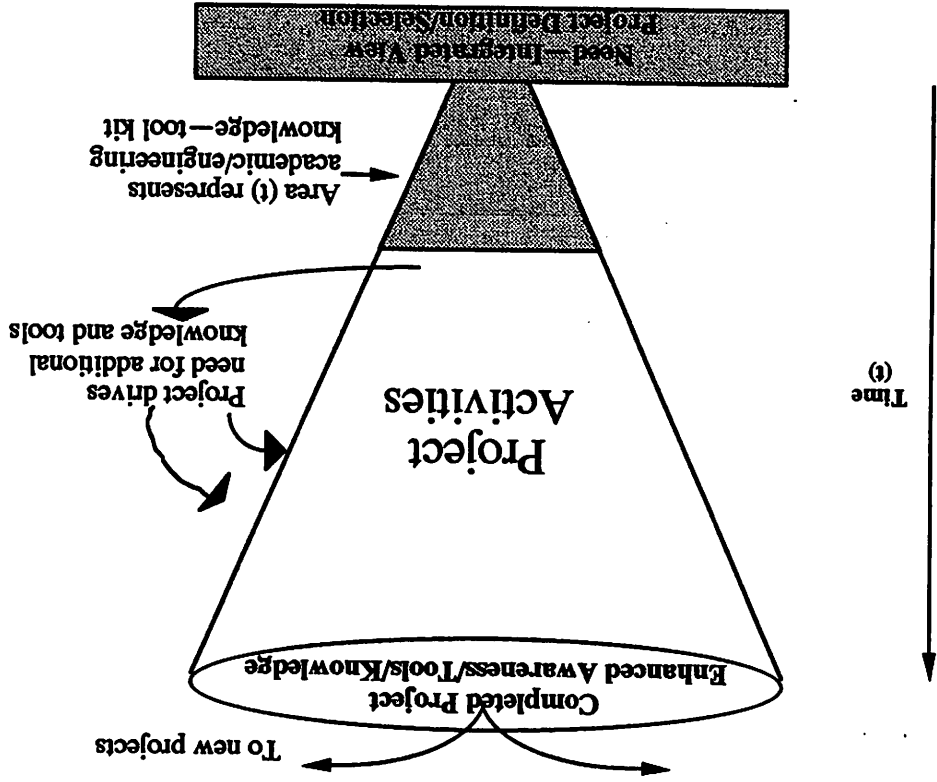 To new projects
Completed Project
Enhanced Awareness/Tools/Knowledge
Project
Activities
Time
(t)
Project drives
need for additional
knowledge and tools
Area (t) represents
academic/engineering
knowledge—tool kit
Need—Integrated View
Project Definition/Selection